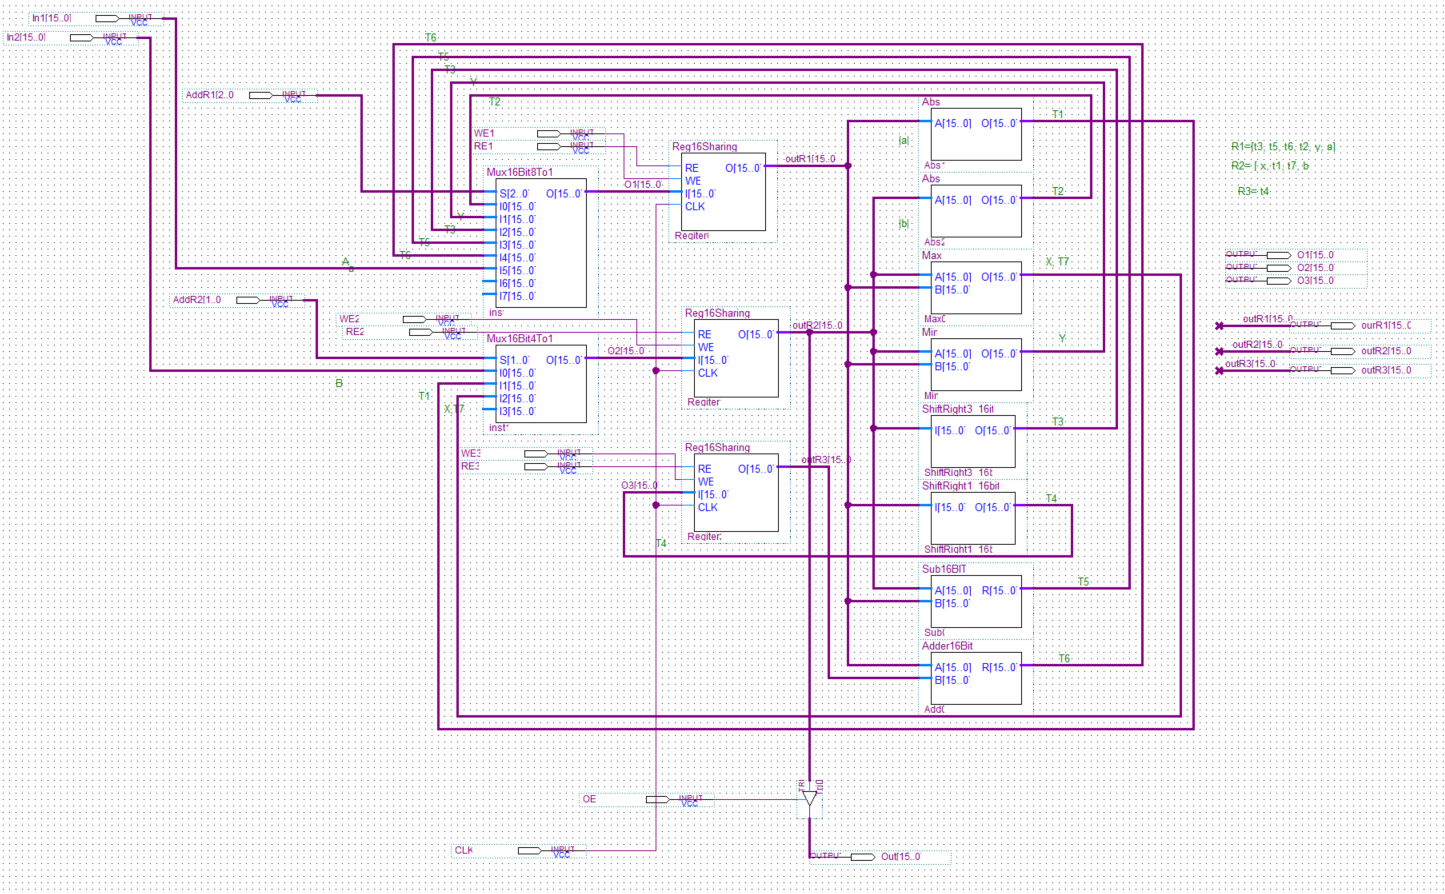 In1[15..0]
INPUT
VCC
In2[15..0]
INPUT
VCC
T6
T5
T3
Y
T2
AddR1[2..0
INPUT
VCC
WE1
INPUT
VCC
RE1
INPUT
VCC
Reg16Sharing
RE
O[15..0]
WE
I[15..0]
CLK
Regiter
outR1[15..0
Mux16Bit8To1
S[2..0]
O[15..0]
I0[15..0]
I1[15..0]
I2[15..0]
I3[15..0]
I4[15..0]
I5[15..0]
I6[15..0]
I7[15..0]
ins
O1[15..0
Y
T3
T5
T6
A
a
Abs
A[15..0]
O[15..0]
Abs
|a|
T1
Abs
A[15..0]
O[15..0]
Abs2
|b|
T2
Max
A[15..0]
O[15..0]
B[15..0]
Max0
X, T7
R1={t3, t5, t6, t2, y, a}
R2= { x, t1, t7, b
R3= t4
OUTPUT
O1[15..0
OUTPUT
O2[15..0
OUTPUT
O3[15..0
outR1[15..0
OUTPUT
ourR1[15..0
outR2[15..0
OUTPUT
outR2[15..0
outR3[15..0
OUTPUT
outR3[15..0
AddR2[1..0
INPUT
VCC
WE2
INPUT
VCC
RE2
INPUT
VCC
Reg16Sharing
RE
O[15..0]
WE
I[15..0]
CLK
Regiter
outR2[15..0
Mux16Bit4To1
S[1..0]
O[15..0]
I0[15..0]
I1[15..0]
I2[15..0]
I3[15..0]
inst
O2[15..0
B
T1
X,T7
Mir
A[15..0]
O[15..0]
B[15..0]
Mir
Y
ShiftRight3_16it
I[15..0]
O[15..0]
ShiftRight3_16t
T3
WE3
INPUT
VCC
RE3
INPUT
VCC
Reg16Sharing
RE
O[15..0]
WE
I[15..0]
CLK
Regiter
outR3[15..0
O3[15..0
T4
ShiftRight1_16bit
I[15..0]
O[15..0]
ShiftRight1_16t
T4
Sub16BIT
A[15..0]
R[15..0]
B[15..0]
Sub0
T5
Adder16Bit
A[15..0]
R[15..0]
B[15..0]
Add0
T6
OE
INPUT
VCC
TRI
CLK
INPUT
VCC
OUTPUT
Out[15..0